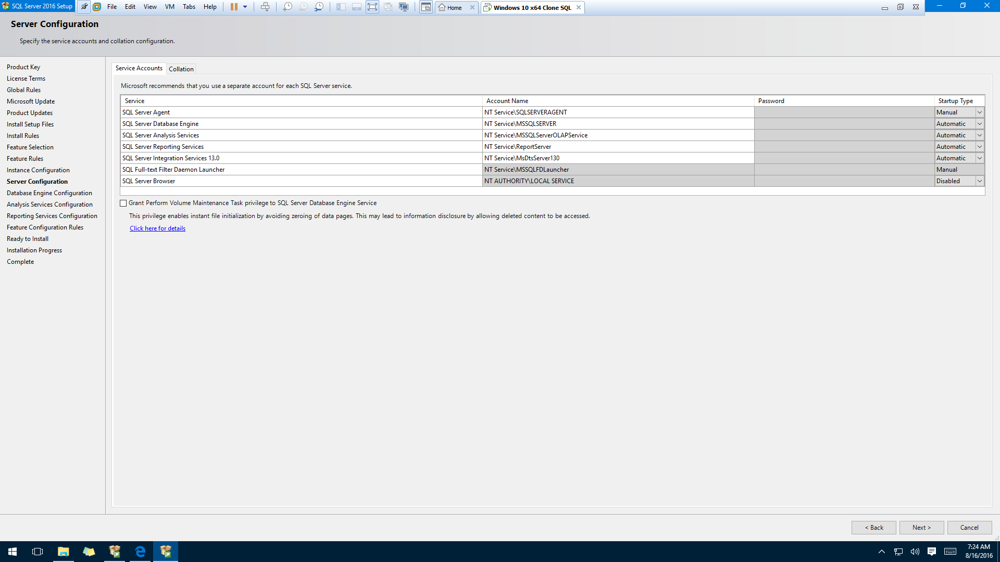 SQL Server 2016 Setup File Edit View VM Tabs Help Home Windows 10 x64 Clone SQL
Server Configuration
Specify the service accounts and collation configuration.
Product Key
License Terms
Global Rules
Microsoft Update
Product Updates
Install Setup Files
Install Rules
Feature Selection
Feature Rules
Instance Configuration
Server Configuration
Database Engine Configuration
Analysis Services Configuration
Reporting Services Configuration
Feature Configuration Rules
Ready to Install
Installation Progress
Complete
Service Accounts Collation
Microsoft recommends that you use a separate account for each SQL Server service.
Service Account Name Password Startup Type
SQL Server Agent NT Service\SQLSERVERAGENT Manual
SQL Server Database Engine NT Service\MSSQLSERVER Automatic
SQL Server Analysis Services NT Service\MSSQLServerOLAPService Automatic
SQL Server Reporting Services NT Service\ReportServer Automatic
SQL Server Integration Services 13.0 NT Service\MsDtsServer130 Automatic
SQL Full-text Filter Daemon Launcher NT Service\MSSQLFDLauncher Manual
SQL Server Browser NT AUTHORITY\LOCAL SERVICE Disabled
Grant Perform Volume Maintenance Task privilege to SQL Server Database Engine Service
This privilege enables instant file initialization by avoiding zeroing of data pages. This may lead to information disclosure by allowing deleted content to be accessed.
Click here for details
< Back Next > Cancel
7:24 AM
8/16/2016